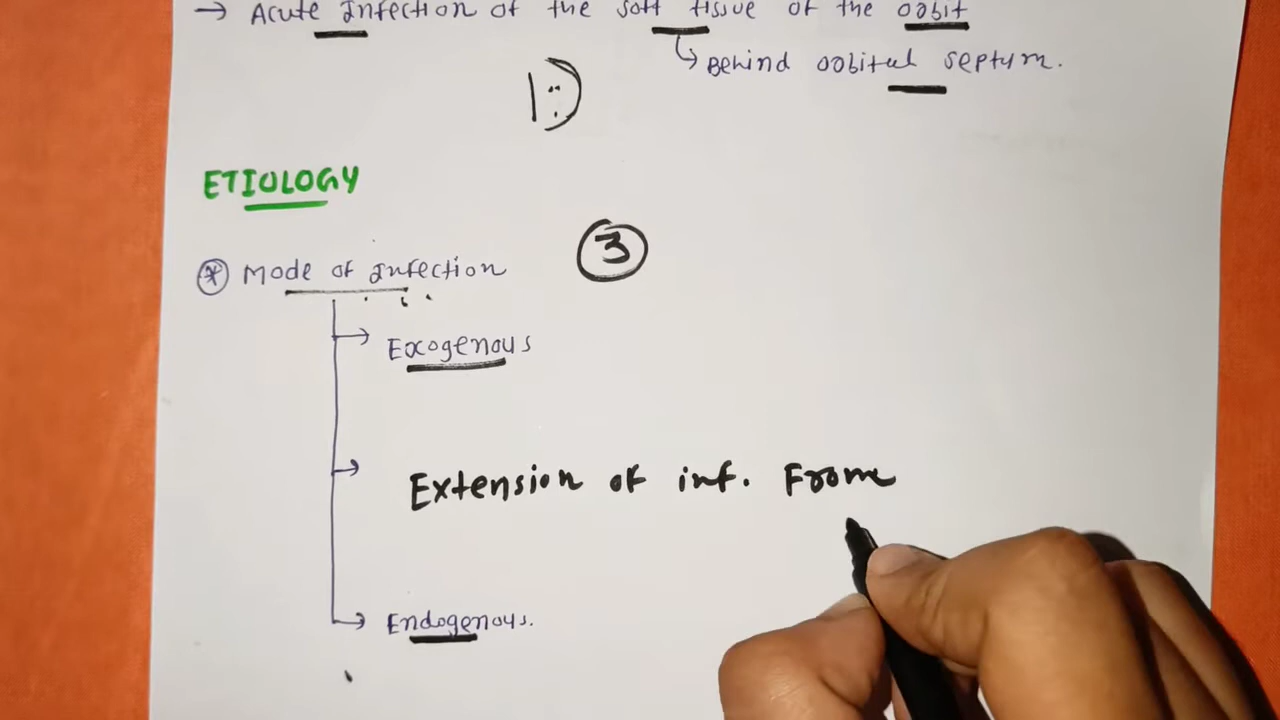 → Acute Infection of the soft tissue of the orbit
↳ Behind orbital septum.
ETIOLOGY
* Mode of Infection
3
→ Exogenous
→ Extension of inf. From
→ Endogenous.